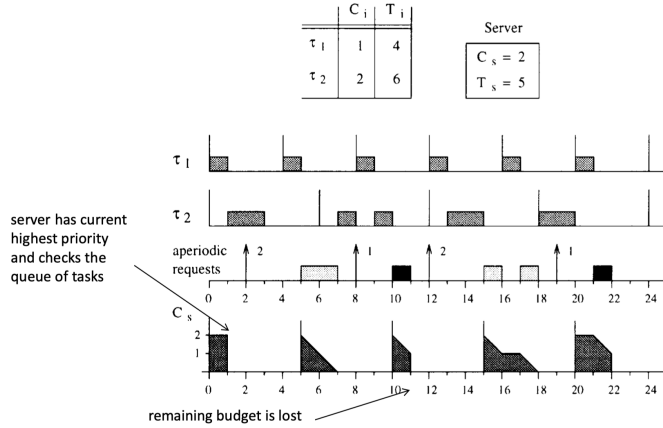 C i T i
τ 1 1 4
τ 2 2 6
Server
C s = 2
T s = 5
τ 1
τ 2
server has current
highest priority
and checks the
queue of tasks
aperiodic
requests
2 1 2 1
0 2 4 6 8 10 12 14 16 18 20 22 24
C s
2
1
0 2 4 6 8 10 12 14 16 18 20 22 24
remaining budget is lost